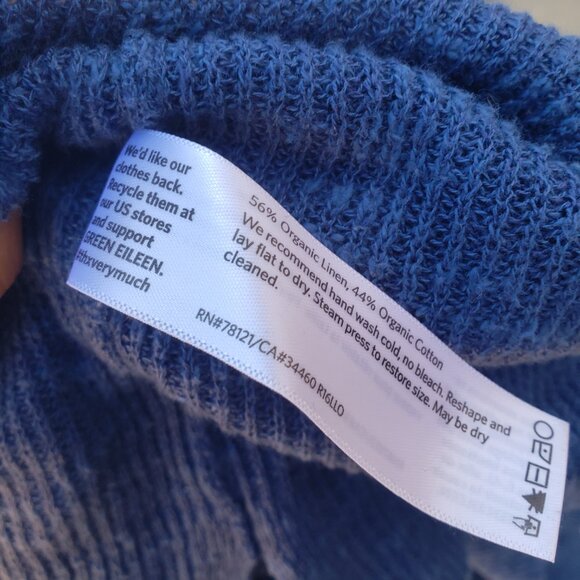 We'd like our
clothes back.
Recycle them at
our US stores
and support
GREEN EILEEN.
#thxverymuch
56% Organic Linen, 44% Organic Cotton
We recommend hand wash cold, no bleach. Reshape and
lay flat to dry. Steam press to restore size. May be dry
cleaned.
RN#78121/CA#34460 R16LLO